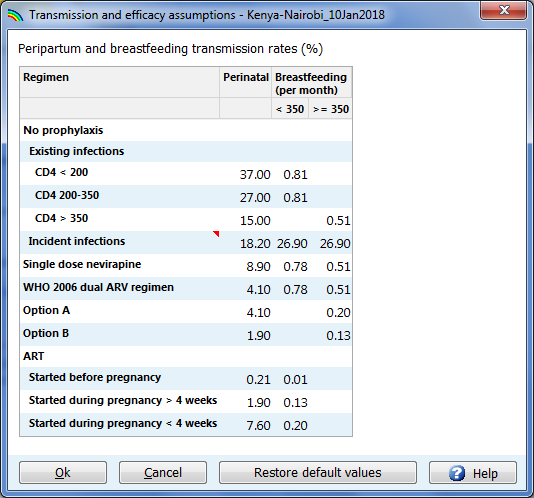 Transmission and efficacy assumptions - Kenya-Nairobi_10Jan2018
Peripartum and breastfeeding transmission rates (%)
Regimen Perinatal Breastfeeding
(per month)
< 350 >= 350
No prophylaxis
Existing infections
CD4 < 200 37.00 0.81
CD4 200-350 27.00 0.81
CD4 > 350 15.00 0.51
Incident infections 18.20 26.90 26.90
Single dose nevirapine 8.90 0.78 0.51
WHO 2006 dual ARV regimen 4.10 0.78 0.51
Option A 4.10 0.20
Option B 1.90 0.13
ART
Started before pregnancy 0.21 0.01
Started during pregnancy > 4 weeks 1.90 0.13
Started during pregnancy < 4 weeks 7.60 0.20
Ok Cancel Restore default values ? Help